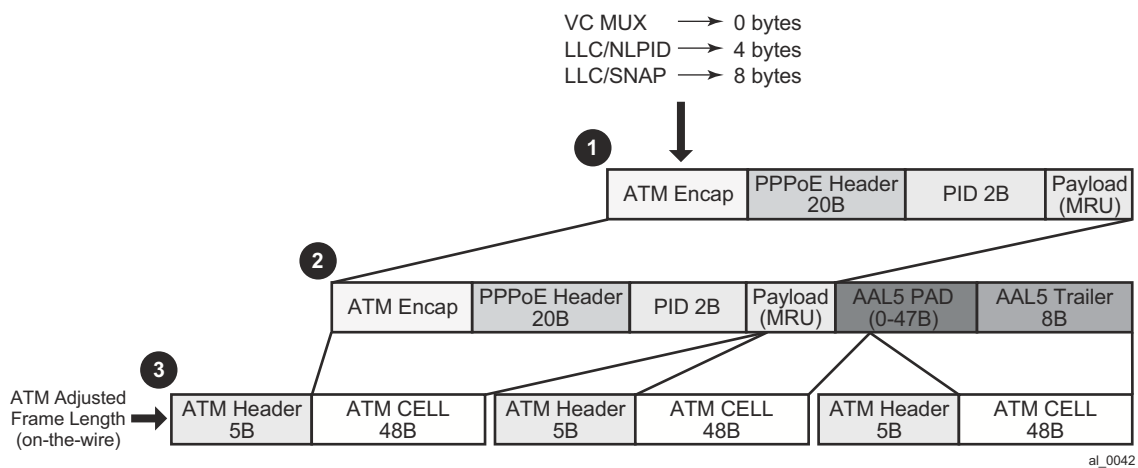 VC MUX → 0 bytes
LLC/NLPID → 4 bytes
LLC/SNAP → 8 bytes
1
ATM Encap
PPPoE Header
20B
PID 2B
Payload
(MRU)
2
ATM Encap
PPPoE Header
20B
PID 2B
Payload
(MRU)
AAL5 PAD
(0-47B)
AAL5 Trailer
8B
3
ATM Adjusted
Frame Length
(on-the-wire)
ATM Header
5B
ATM CELL
48B
ATM Header
5B
ATM CELL
48B
ATM Header
5B
ATM CELL
48B
al_0042